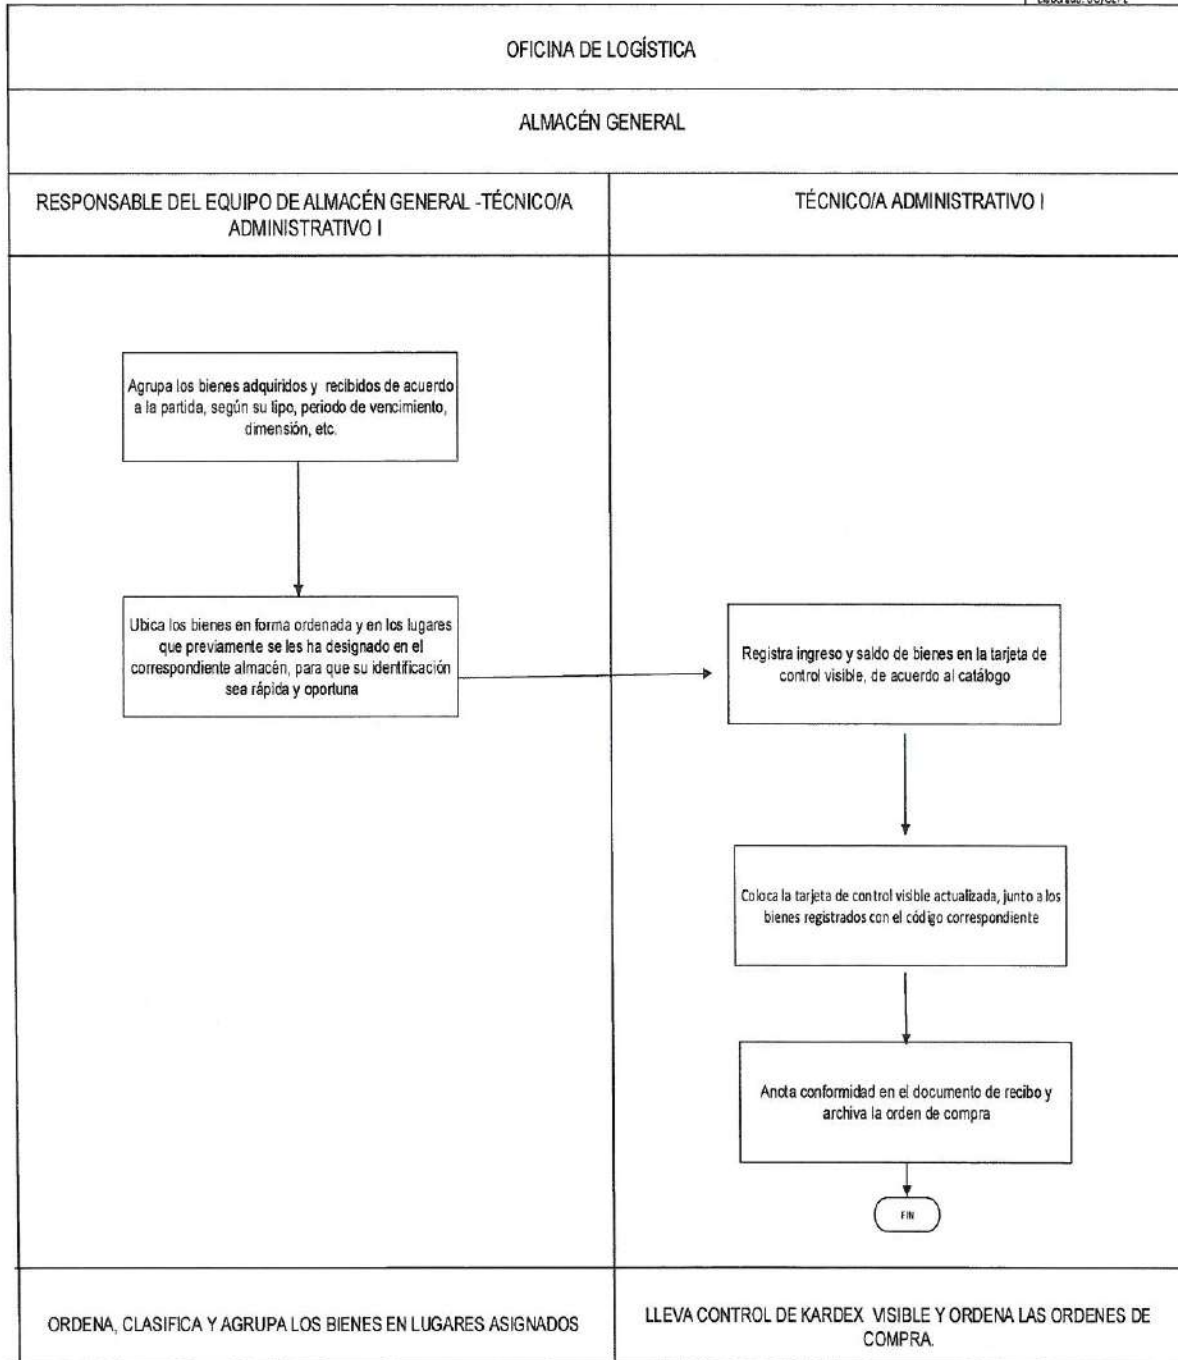 OFICINA DE LOGÍSTICA
ALMACÉN GENERAL
RESPONSABLE DEL EQUIPO DE ALMACÉN GENERAL -TÉCNICO/A
ADMINISTRATIVO I
TÉCNICO/A ADMINISTRATIVO I
Agrupa los bienes adquiridos y recibidos de acuerdo
a la partida, según su tipo, periodo de vencimiento,
dimensión, etc.
Ubica los bienes en forma ordenada y en los lugares
que previamente se les ha designado en el
correspondiente almacén, para que su identificación
sea rápida y oportuna
Registra ingreso y saldo de bienes en la tarjeta de
control visible, de acuerdo al catálogo
Coloca la tarjeta de control visible actualizada, junto a los
bienes registrados con el código correspondiente
Anota conformidad en el documento de recibo y
archiva la orden de compra
FIN
ORDENA, CLASIFICA Y AGRUPA LOS BIENES EN LUGARES ASIGNADOS
LLEVA CONTROL DE KARDEX VISIBLE Y ORDENA LAS ORDENES DE
COMPRA.